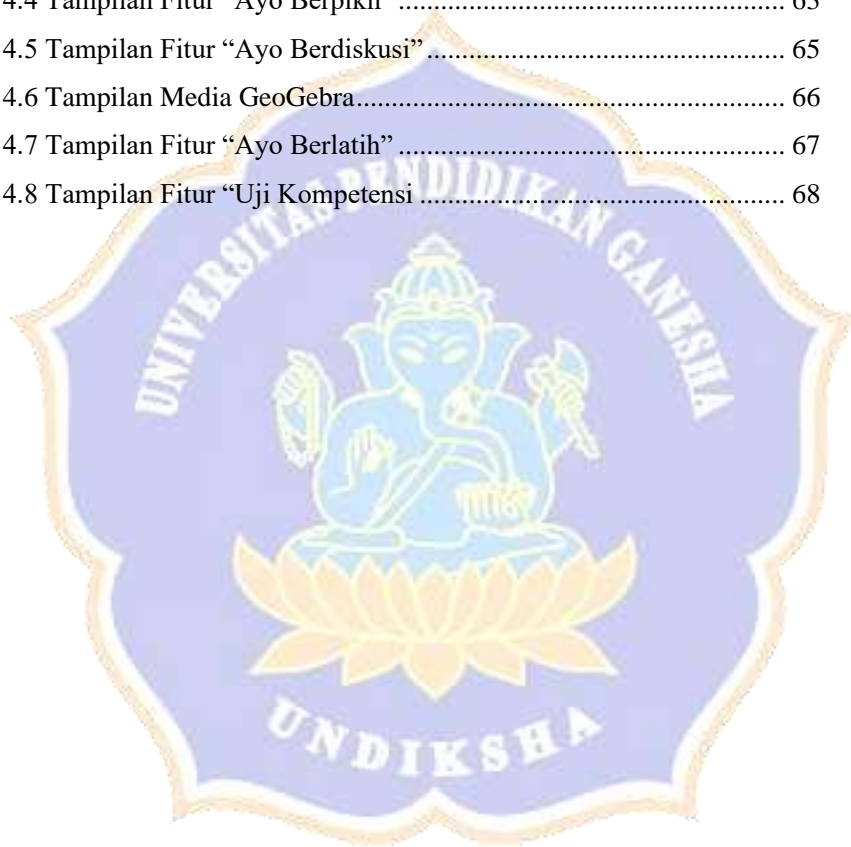 4.4 Tampilan Fitur “Ayo Berpikir” ........................................................ 63
4.5 Tampilan Fitur “Ayo Berdiskusi” ................................................... 65
4.6 Tampilan Media GeoGebra.............................................................. 66
4.7 Tampilan Fitur “Ayo Berlatih” ........................................................ 67
4.8 Tampilan Fitur “Uji Kompetensi ..................................................... 68
UNIVERSITAS PENDIDIKAN GANESHA
UNDIKSHA